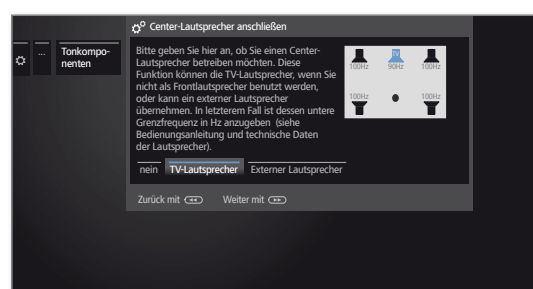 Center-Lautsprecher anschließen
...
Tonkompo-
nenten
Bitte geben Sie hier an, ob Sie einen Center-
Lautsprecher betreiben möchten. Diese
Funktion können die TV-Lautsprecher, wenn Sie
nicht als Frontlautsprecher benutzt werden,
oder kann ein externer Lautsprecher
übernehmen. In letzterem Fall ist dessen untere
Grenzfrequenz in Hz anzugeben (siehe
Bedienungsanleitung und technische Daten
der Lautsprecher).
TV
100Hz 90Hz 100Hz
100Hz 100Hz
nein TV-Lautsprecher Externer Lautsprecher
Zurück mit Weiter mit